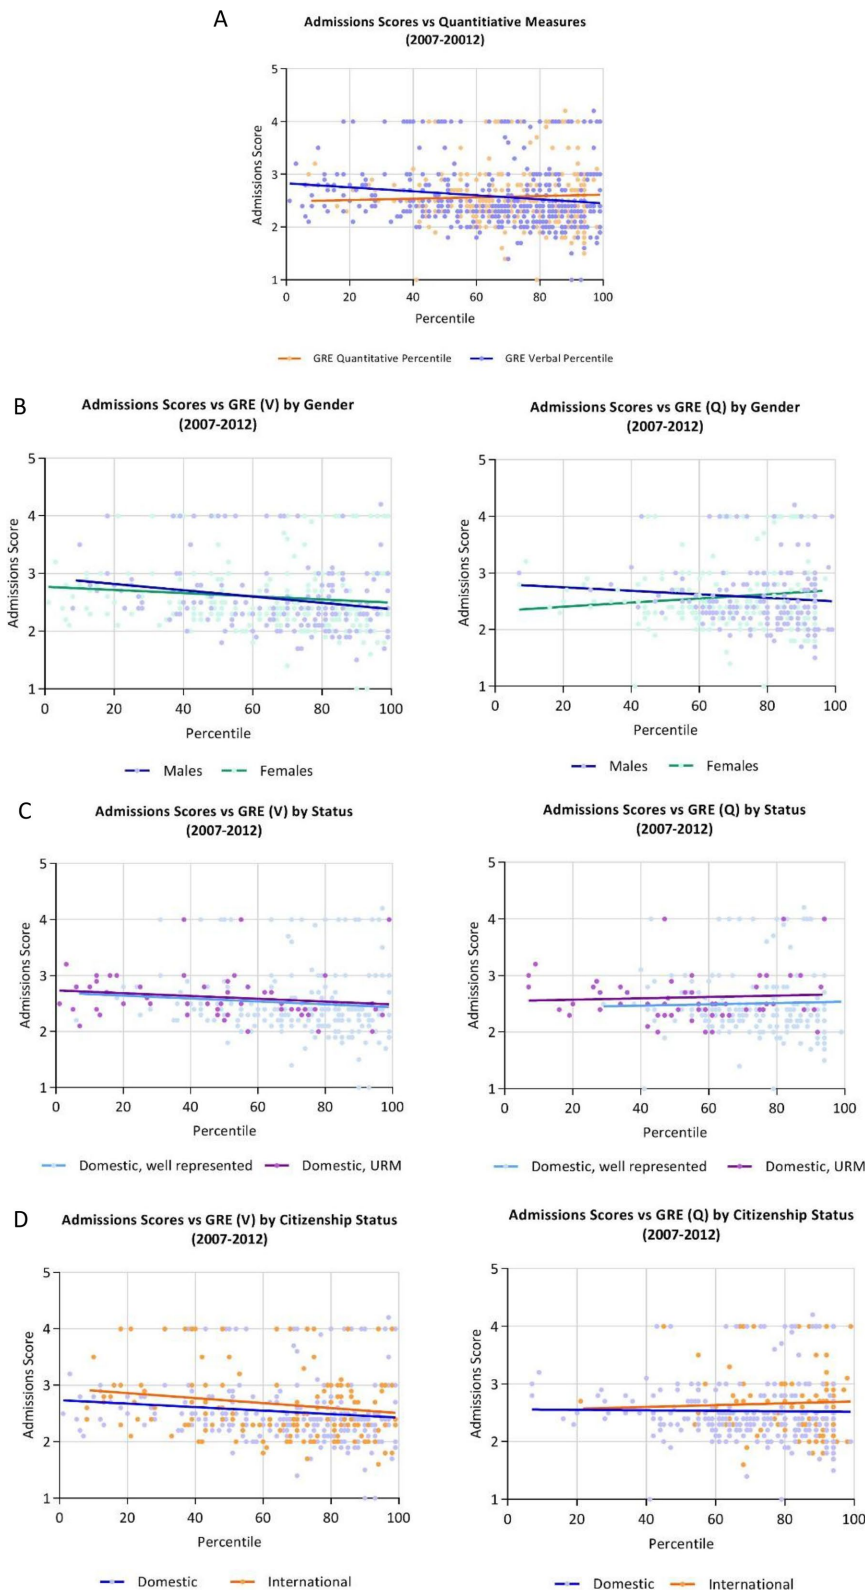 A
Admissions Scores vs Quantitiative Measures
(2007-20012)
5
4
3
2
1
Admissions Score
0 20 40 60 80 100
Percentile
GRE Quantitative Percentile GRE Verbal Percentile
B
Admissions Scores vs GRE (V) by Gender
(2007-2012)
5
4
3
2
1
Admissions Score
0 20 40 60 80 100
Percentile
Males Females
Admissions Scores vs GRE (Q) by Gender
(2007-2012)
5
4
3
2
1
Admissions Score
0 20 40 60 80 100
Percentile
Males Females
C
Admissions Scores vs GRE (V) by Status
(2007-2012)
5
4
3
2
1
Admissions Score
0 20 40 60 80 100
Percentile
Domestic, well represented Domestic, URM
Admissions Scores vs GRE (Q) by Status
(2007-2012)
5
4
3
2
1
Admissions Score
0 20 40 60 80 100
Percentile
Domestic, well represented Domestic, URM
D
Admissions Scores vs GRE (V) by Citizenship Status
(2007-2012)
5
4
3
2
1
Admissions Score
0 20 40 60 80 100
Percentile
Domestic International
Admissions Scores vs GRE (Q) by Citizenship Status
(2007-2012)
5
4
3
2
1
Admissions Score
0 20 40 60 80 100
Percentile
Domestic International